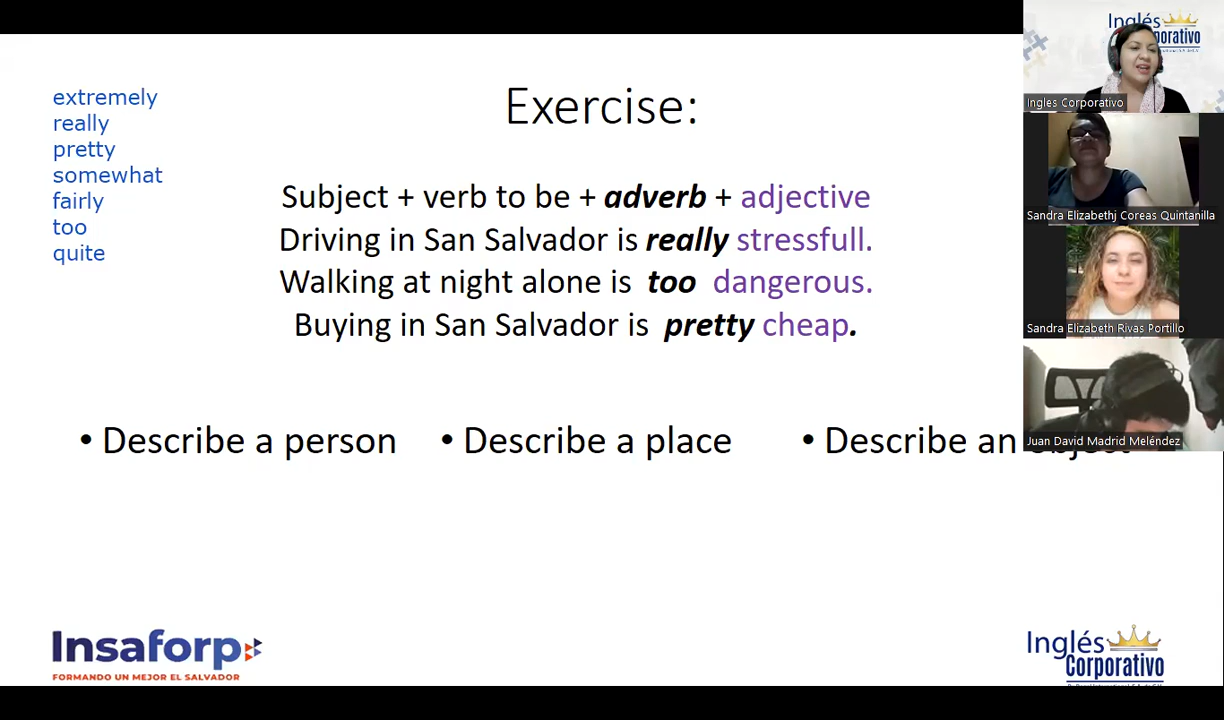 extremely
really
pretty
somewhat
fairly
too
quite
Exercise:
Subject + verb to be + adverb + adjective
Driving in San Salvador is really stressfull.
Walking at night alone is too dangerous.
Buying in San Salvador is pretty cheap.
• Describe a person
• Describe a place
• Describe an
Insaforp
FORMANDO UN MEJOR EL SALVADOR
Inglés
Corporativo
Inglés
Ingles Corporativo
Sandra Elizabethj Coreas Quintanilla
Sandra Elizabeth Rivas Portillo
Juan David Madrid Meléndez